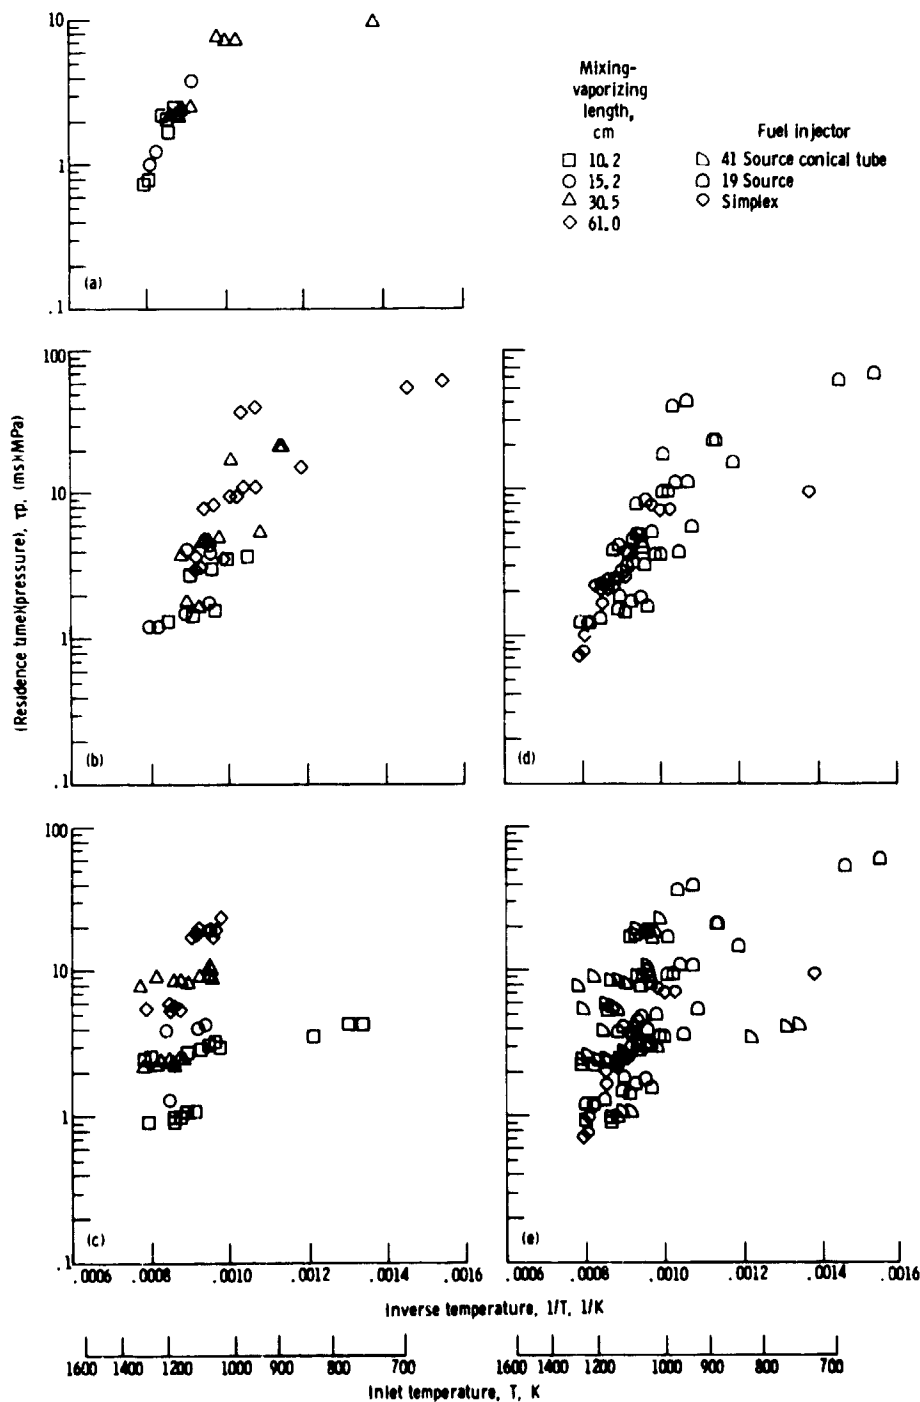 10
1
.1
(a)
Mixing-
vaporizing
length,
cm
10.2
15.2
30.5
61.0
Fuel injector
41 Source conical tube
19 Source
Simplex
(Residence time)(pressure), τp, (ms)(MPa)
100
10
1
.1
(b)
(d)
100
10
1
.1
(c)
(e)
.0006 .0008 .0010 .0012 .0014 .0016
.0006 .0008 .0010 .0012 .0014 .0016
Inverse temperature, 1/T, 1/K
1400 1200 1000 800 700
1600 1400 1200 1000 900 800 700
Inlet temperature, T, K